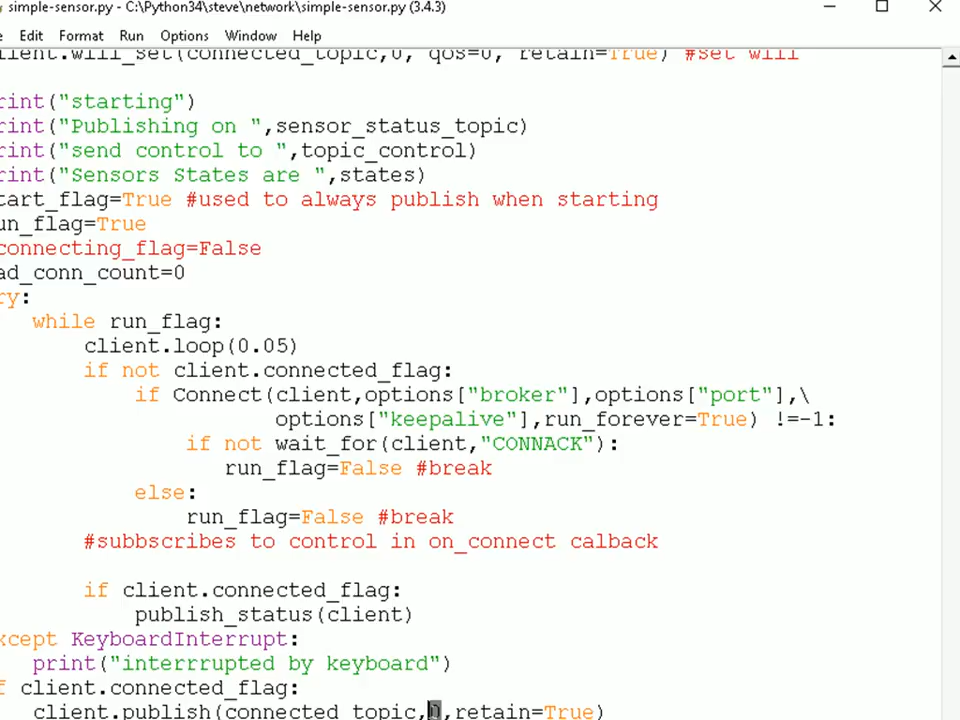 simple-sensor.py - C:\Python34\steve\network\simple-sensor.py (3.4.3)
Edit Format Run Options Window Help
lient.will_set(connected_topic,0, qos=0, retain=True) #set will
rint("starting")
rint("Publishing on ",sensor_status_topic)
rint("send control to ",topic_control)
rint("Sensors States are ",states)
tart_flag=True #used to always publish when starting
un_flag=True
connecting_flag=False
ad_conn_count=0
ry:
while run_flag:
client.loop(0.05)
if not client.connected_flag:
if Connect(client,options["broker"],options["port"],\
options["keepalive"],run_forever=True) !=-1:
if not wait_for(client,"CONNACK"):
run_flag=False #break
else:
run_flag=False #break
#subbscribes to control in on_connect calback
if client.connected_flag:
publish_status(client)
xcept KeyboardInterrupt:
print("interrrupted by keyboard")
f client.connected_flag:
client.publish(connected_topic,0,retain=True)